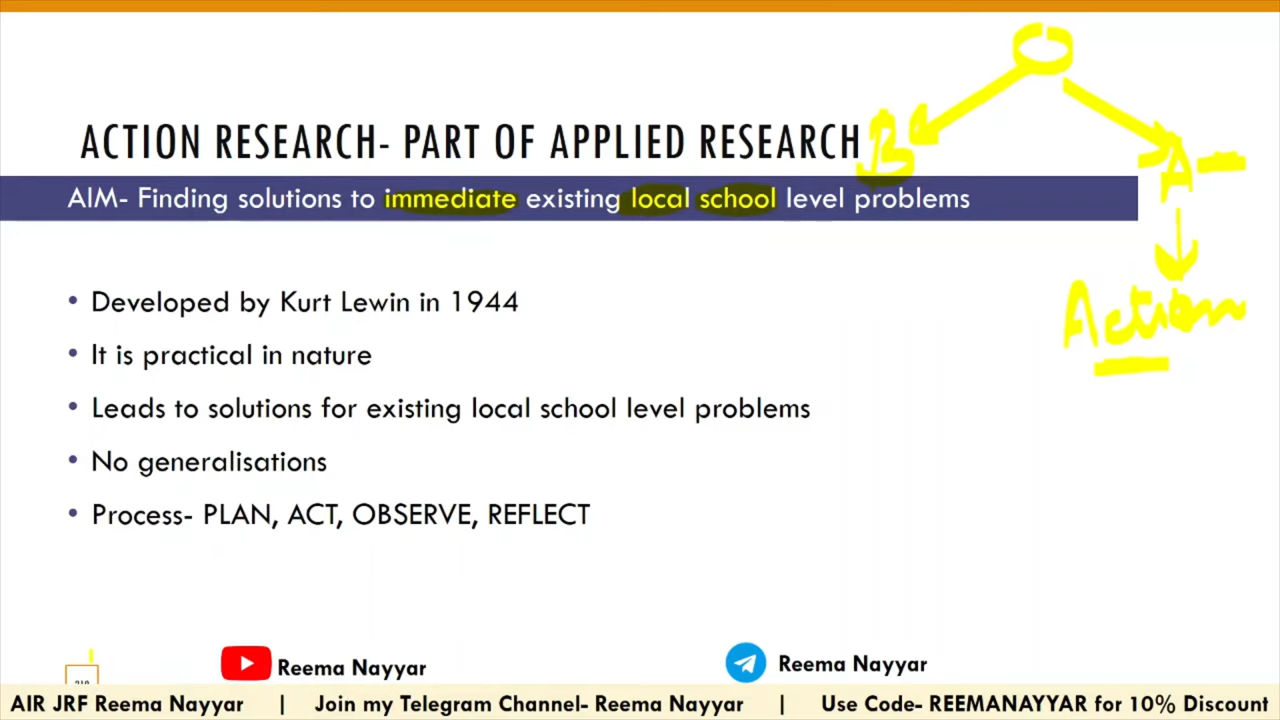 ACTION RESEARCH- PART OF APPLIED RESEARCH
B
A
AIM- Finding solutions to immediate existing local school level problems
Action
• Developed by Kurt Lewin in 1944
• It is practical in nature
• Leads to solutions for existing local school level problems
• No generalisations
• Process- PLAN, ACT, OBSERVE, REFLECT
Reema Nayyar
Reema Nayyar
AIR JRF Reema Nayyar | Join my Telegram Channel- Reema Nayyar | Use Code- REEMANAYYAR for 10% Discount